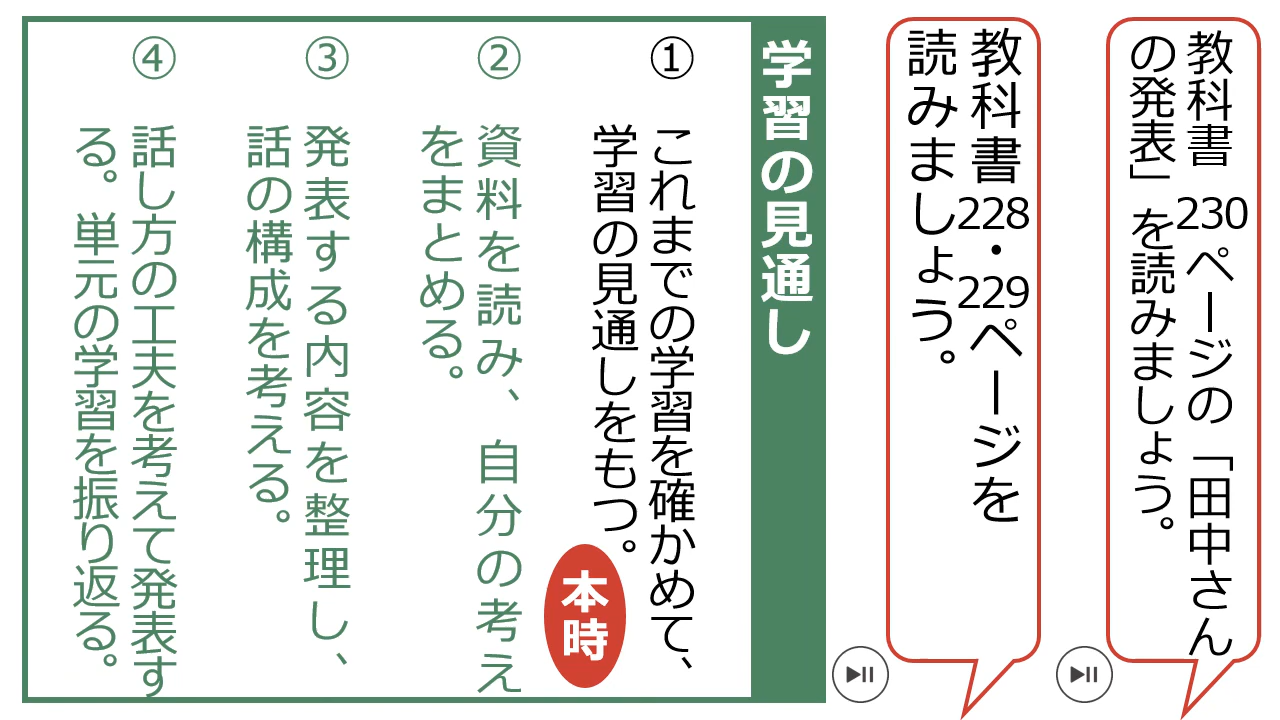 教科書 230ページの「田中さん
の発表」を読みましょう。
教科書228・229ページを
読みましょう。
学習の見通し
① これまでの学習を確かめて、
学習の見通しをもつ。
本時
② 資料を読み、自分の考え
をまとめる。
③ 発表する内容を整理し、
話の構成を考える。
④ 話し方の工夫を考えて発表す
る。単元の学習を振り返る。